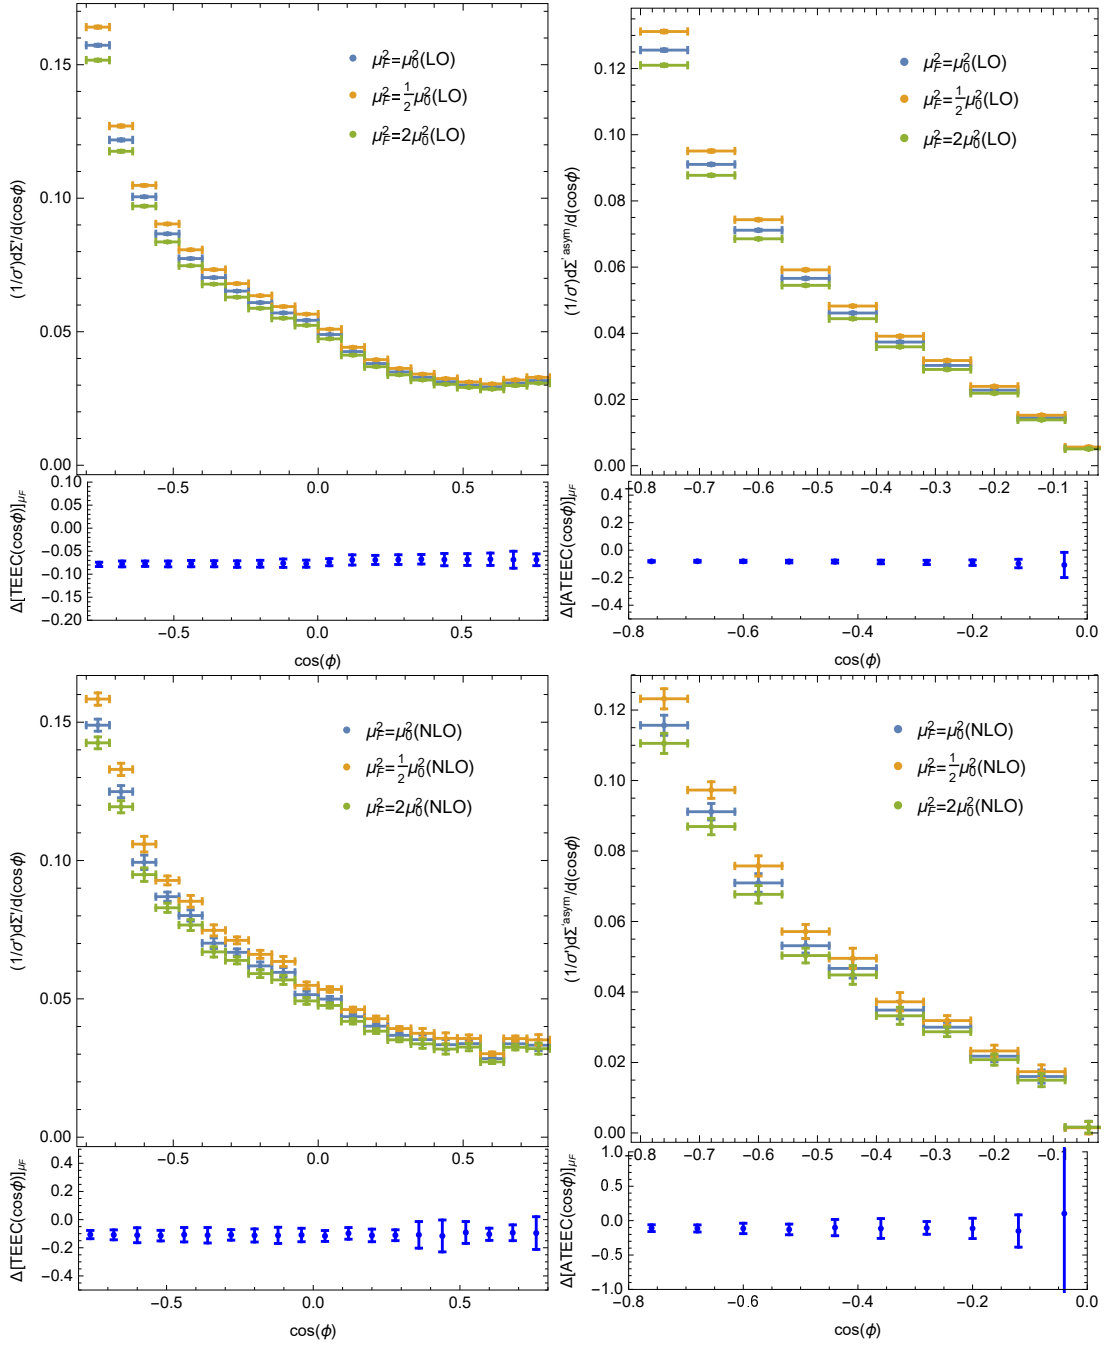 (1/σ')dΣ'/d(cosϕ)
0.15
0.10
0.05
0.00
μ_F^2=μ_0^2(LO)
μ_F^2=1/2μ_0^2(LO)
μ_F^2=2μ_0^2(LO)
−0.5 0.0 0.5
Δ[TEEC(cosϕ)]_μF
0.10
0.05
0.00
−0.05
−0.10
−0.15
−0.20
−0.5 0.0 0.5
cos(ϕ)
(1/σ')dΣ'^asym/d(cosϕ)
0.12
0.10
0.08
0.06
0.04
0.02
0.00
μ_F^2=μ_0^2(LO)
μ_F^2=1/2μ_0^2(LO)
μ_F^2=2μ_0^2(LO)
−0.8 −0.7 −0.6 −0.5 −0.4 −0.3 −0.2 −0.1
Δ[ATEEC(cosϕ)]_μF
0.4
0.2
0.0
−0.2
−0.4
−0.8 −0.6 −0.4 −0.2 0.0
cos(ϕ)
(1/σ')dΣ'/d(cosϕ)
0.15
0.10
0.05
0.00
μ_F^2=μ_0^2(NLO)
μ_F^2=1/2μ_0^2(NLO)
μ_F^2=2μ_0^2(NLO)
−0.5 0.0 0.5
Δ[TEEC(cosϕ)]_μF
0.4
0.2
0.0
−0.2
−0.4
−0.5 0.0 0.5
cos(ϕ)
(1/σ')dΣ'^asym/d(cosϕ)
0.12
0.10
0.08
0.06
0.04
0.02
0.00
μ_F^2=μ_0^2(NLO)
μ_F^2=1/2μ_0^2(NLO)
μ_F^2=2μ_0^2(NLO)
−0.8 −0.7 −0.6 −0.5 −0.4 −0.3 −0.2 −0.1
Δ[ATEEC(cosϕ)]_μF
1.0
0.5
0.0
−0.5
−1.0
−0.8 −0.6 −0.4 −0.2 0.0
cos(ϕ)